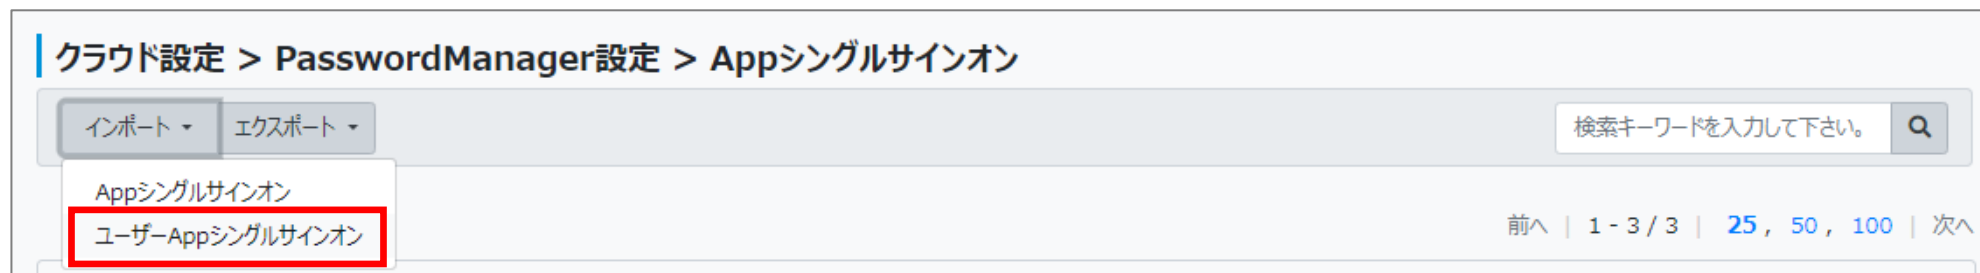 クラウド設定 > PasswordManager設定 > Appシングルサインオン
インポート エクスポート 検索キーワードを入力して下さい。
Appシングルサインオン
ユーザーAppシングルサインオン
前へ | 1 - 3 / 3 | 25 , 50 , 100 | 次へ